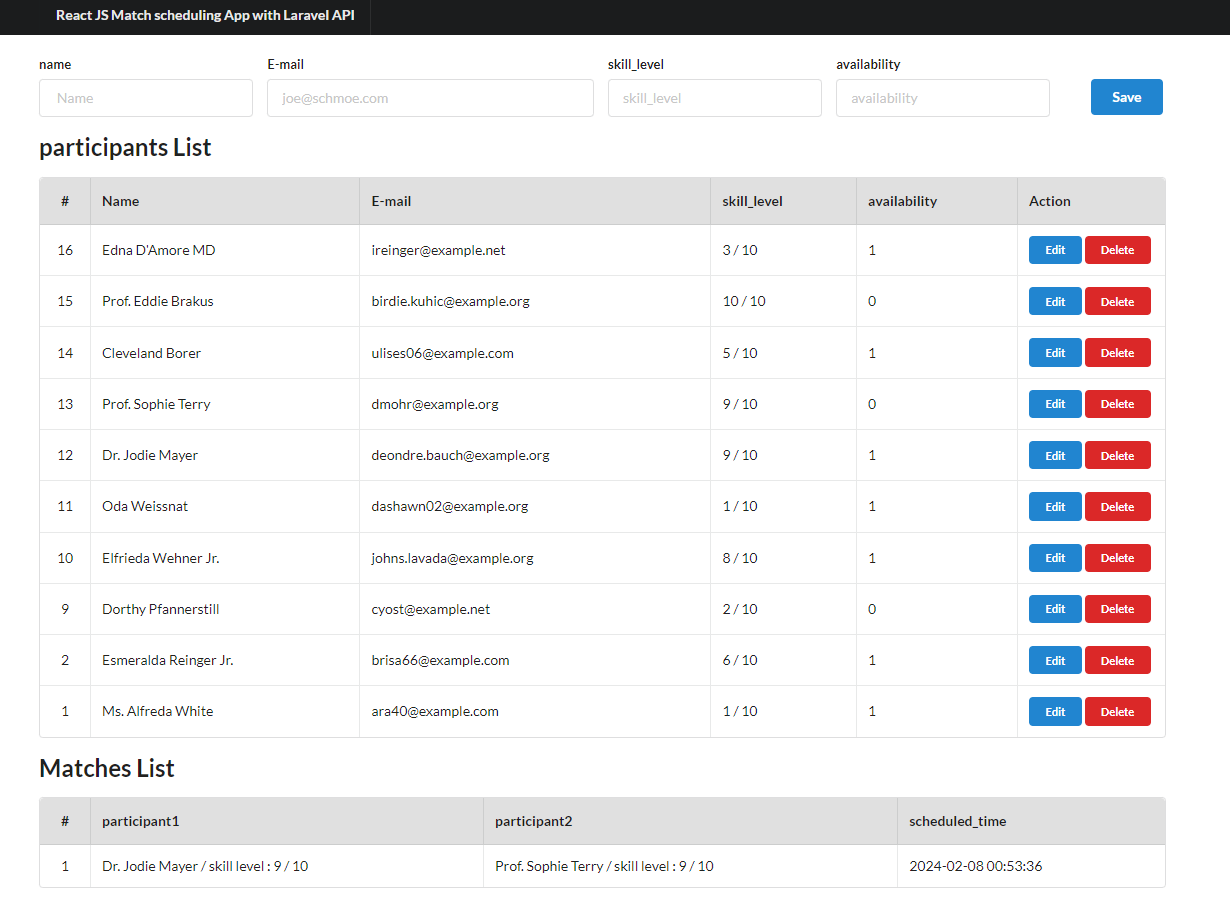 React JS Match scheduling App with Laravel API
name E-mail skill_level availability
Name joe@schmoe.com skill_level availability Save
participants List
# Name E-mail skill_level availability Action
16 Edna D'Amore MD ireinger@example.net 3 / 10 1 Edit Delete
15 Prof. Eddie Brakus birdie.kuhic@example.org 10 / 10 0 Edit Delete
14 Cleveland Borer ulises06@example.com 5 / 10 1 Edit Delete
13 Prof. Sophie Terry dmohr@example.org 9 / 10 0 Edit Delete
12 Dr. Jodie Mayer deondre.bauch@example.org 9 / 10 1 Edit Delete
11 Oda Weissnat dashawn02@example.org 1 / 10 1 Edit Delete
10 Elfrieda Wehner Jr. johns.lavada@example.org 8 / 10 1 Edit Delete
9 Dorthy Pfannerstill cyost@example.net 2 / 10 0 Edit Delete
2 Esmeralda Reinger Jr. brisa66@example.com 6 / 10 1 Edit Delete
1 Ms. Alfreda White ara40@example.com 1 / 10 1 Edit Delete
Matches List
# participant1 participant2 scheduled_time
1 Dr. Jodie Mayer / skill level : 9 / 10 Prof. Sophie Terry / skill level : 9 / 10 2024-02-08 00:53:36